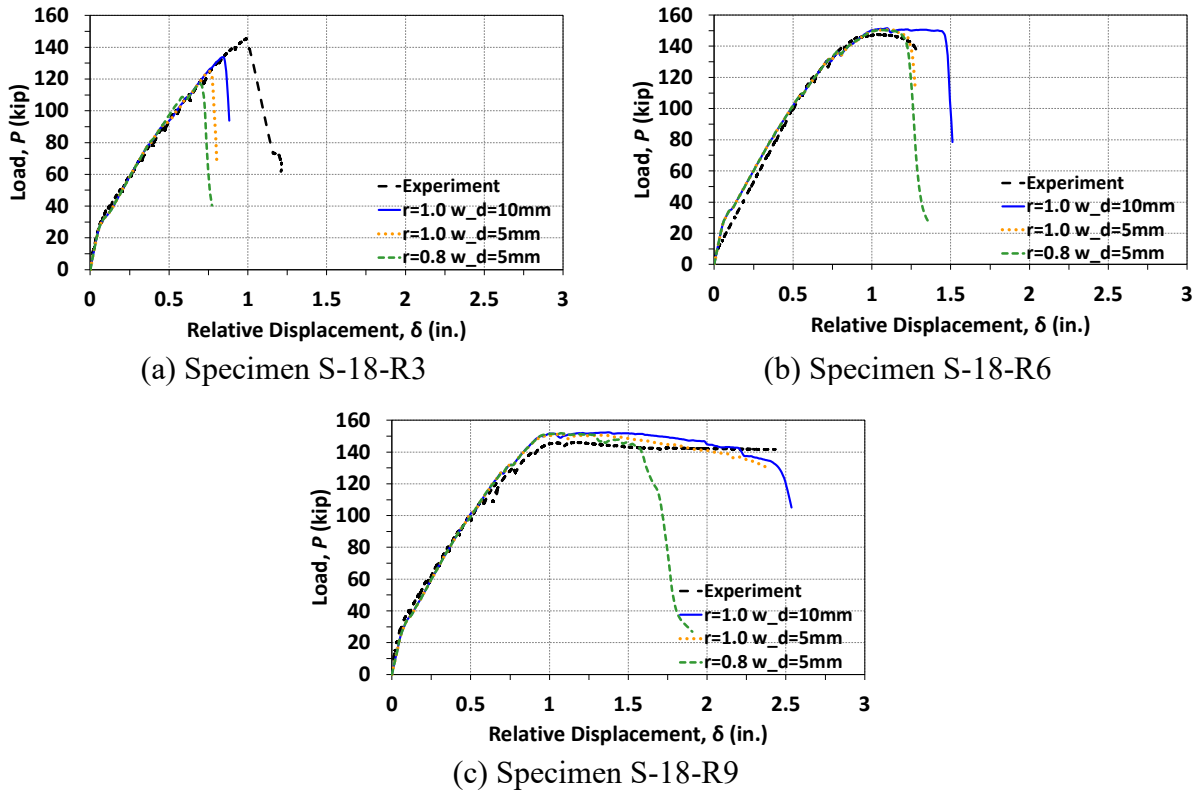 160
140
120
100
80
60
40
20
0
Load, P (kip)
Experiment
r=1.0 w_d=10mm
r=1.0 w_d=5mm
r=0.8 w_d=5mm
0 0.5 1 1.5 2 2.5 3
Relative Displacement, δ (in.)
(a) Specimen S-18-R3
160
140
120
100
80
60
40
20
0
Load, P (kip)
Experiment
r=1.0 w_d=10mm
r=1.0 w_d=5mm
r=0.8 w_d=5mm
0 0.5 1 1.5 2 2.5 3
Relative Displacement, δ (in.)
(b) Specimen S-18-R6
160
140
120
100
80
60
40
20
0
Load, P (kip)
Experiment
r=1.0 w_d=10mm
r=1.0 w_d=5mm
r=0.8 w_d=5mm
0 0.5 1 1.5 2 2.5 3
Relative Displacement, δ (in.)
(c) Specimen S-18-R9